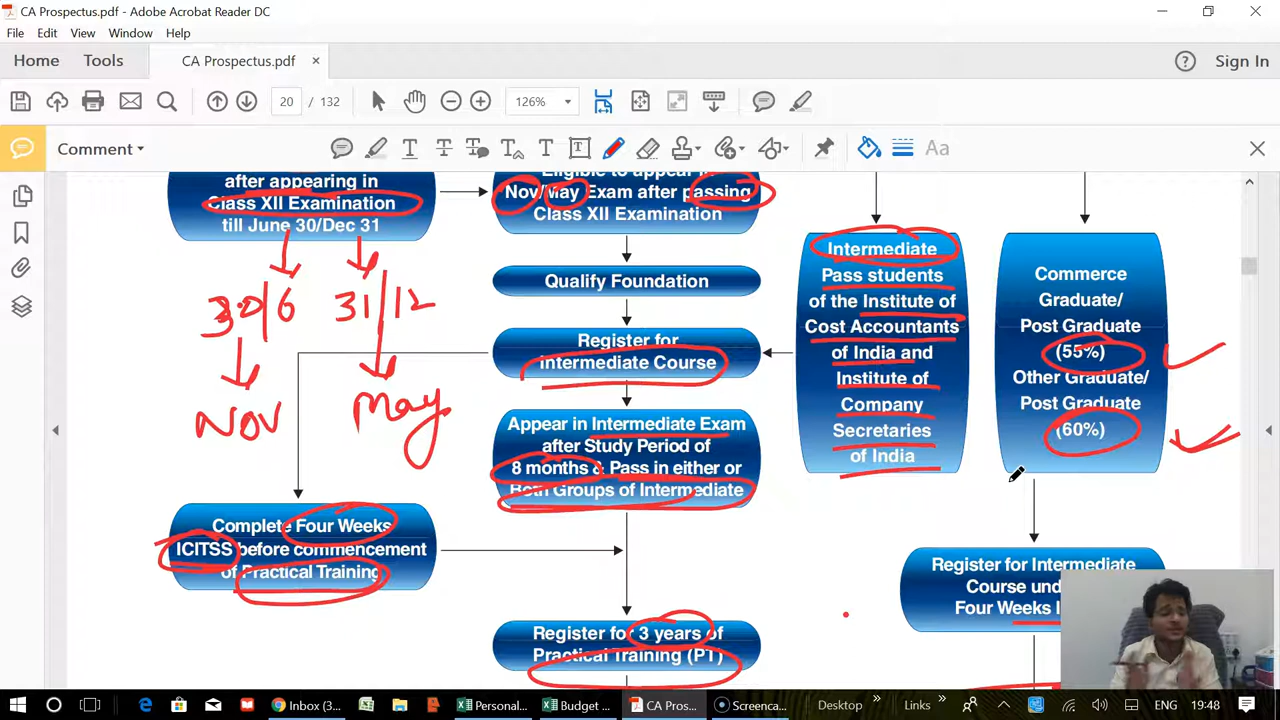 CA Prospectus.pdf - Adobe Acrobat Reader DC
File Edit View Window Help
Home Tools CA Prospectus.pdf × Sign In
20 / 132 126%
Comment
after appearing in
Class XII Examination
till June 30/Dec 31
Eligible to appear in
Nov/May Exam after passing
Class XII Examination
30/6 31/12
Nov May
Qualify Foundation
Register for
Intermediate Course
Appear in Intermediate Exam
after Study Period of
8 months & Pass in either or
Both Groups of Intermediate
Intermediate
Pass students
of the Institute of
Cost Accountants
of India and
Institute of
Company
Secretaries
of India
Commerce
Graduate/
Post Graduate
(55%)
Other Graduate/
Post Graduate
(60%)
Complete Four Weeks
ICITSS before commencement
of Practical Training
Register for 3 years of
Practical Training (PT)
Register for Intermediate
Course
Four Weeks
Inbox (3... Personal... Budget ... CA Pros... Screenca... Desktop Links ENG 19:48